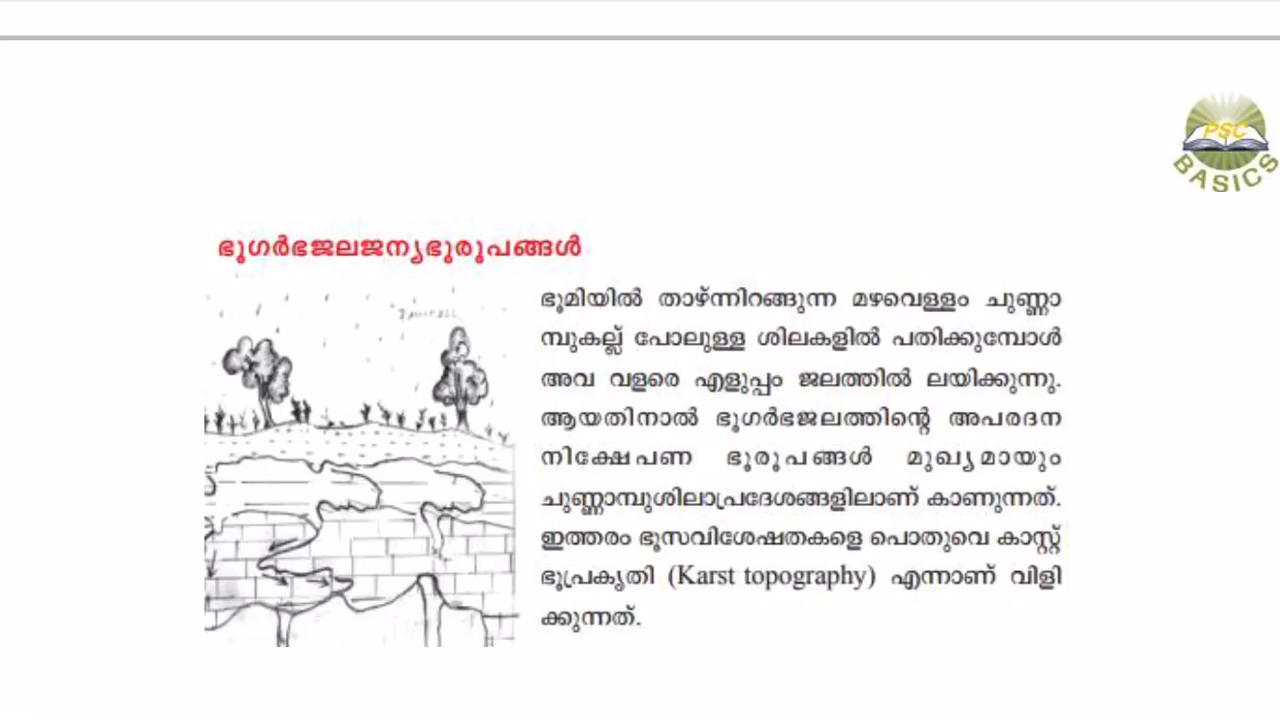 PSC
BASICS
ഭൂഗർഭജലജന്യഭൂരൂപങ്ങൾ
ഭൂമിയിൽ താഴ്ന്നിറങ്ങുന്ന മഴവെള്ളം ചുണ്ണാ
മ്പുകല്ല് പോലുള്ള ശിലകളിൽ പതിക്കുമ്പോൾ
അവ വളരെ എളുപ്പം ജലത്തിൽ ലയിക്കുന്നു.
ആയതിനാൽ ഭൂഗർഭജലത്തിന്റെ അപരദന
നിക്ഷേപണ ഭൂരൂപങ്ങൾ മുഖ്യമായും
ചുണ്ണാമ്പുശിലാപ്രദേശങ്ങളിലാണ് കാണുന്നത്.
ഇത്തരം ഭൂസവിശേഷതകളെ പൊതുവെ കാസ്റ്റ്
ഭൂപ്രകൃതി (Karst topography) എന്നാണ് വിളി
ക്കുന്നത്.